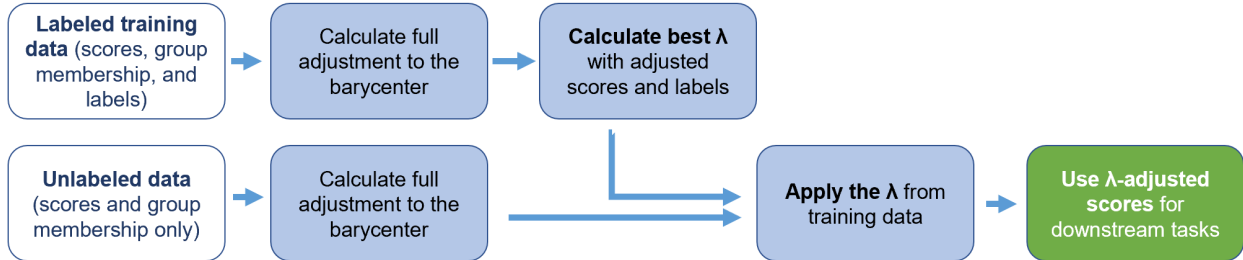 Labeled training
data (scores, group
membership, and
labels)
Calculate full
adjustment to the
barycenter
Calculate best λ
with adjusted
scores and labels
Unlabeled data
(scores and group
membership only)
Calculate full
adjustment to the
barycenter
Apply the λ from
training data
Use λ-adjusted
scores for
downstream tasks